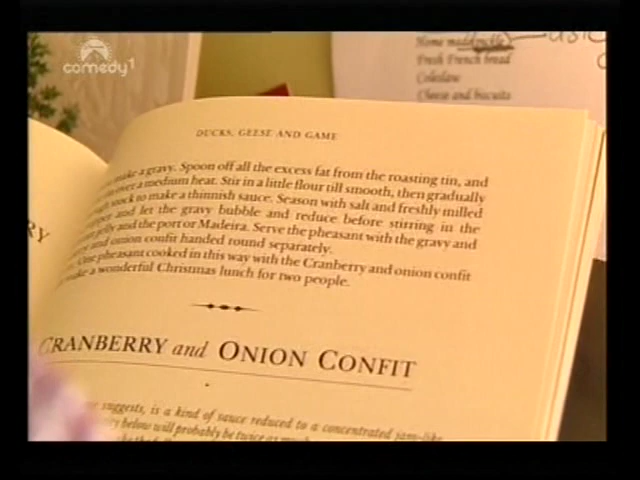 comedy1
Home made pickle
Fresh French bread
Coleslaw
Cheese and biscuits
DUCKS, GEESE AND GAME
make a gravy. Spoon off all the excess fat from the roasting tin, and
over a medium heat. Stir in a little flour till smooth, then gradually
stock to make a thinnish sauce. Season with salt and freshly milled
and let the gravy bubble and reduce before stirring in the
jelly and the port or Madeira. Serve the pheasant with the gravy and
and onion confit handed round separately.
One pheasant cooked in this way with the Cranberry and onion confit
make a wonderful Christmas lunch for two people.
RY
CRANBERRY and ONION CONFIT
suggests, is a kind of sauce reduced to a concentrated jam-like
below will probably be twice as much